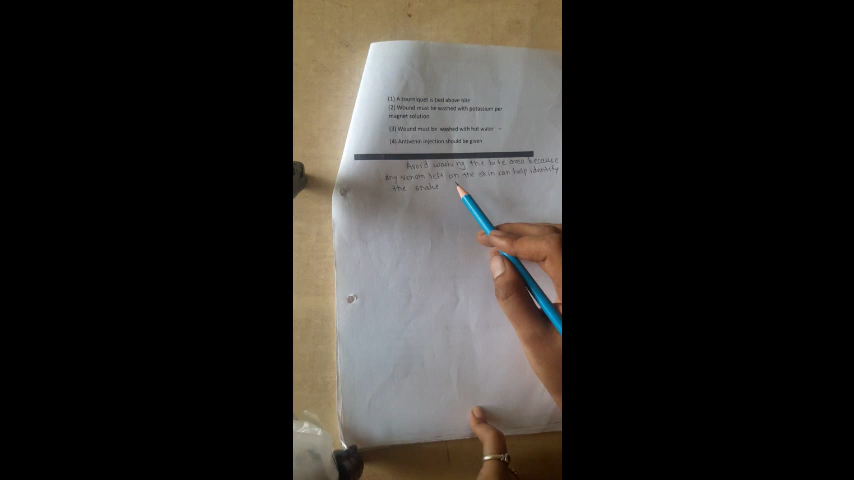 (1) A tourniquet is tied above bite
(2) Wound must be washed with potassium per
magnet solution
(3) Wound must be washed with hot water
(4) Antivenin injection should be given
Avoid washing the bite area because
any venom left on the skin can help identify
the snake